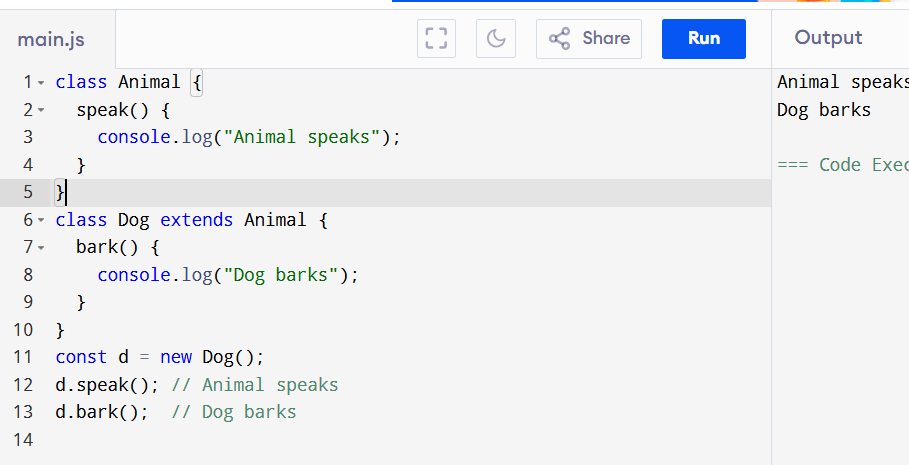 main.js
Share
Run
Output
1 class Animal {
2   speak() {
3     console.log("Animal speaks");
4   }
5 }
6 class Dog extends Animal {
7   bark() {
8     console.log("Dog barks");
9   }
10 }
11 const d = new Dog();
12 d.speak(); // Animal speaks
13 d.bark();  // Dog barks
14
Animal speaks
Dog barks
=== Code Exec